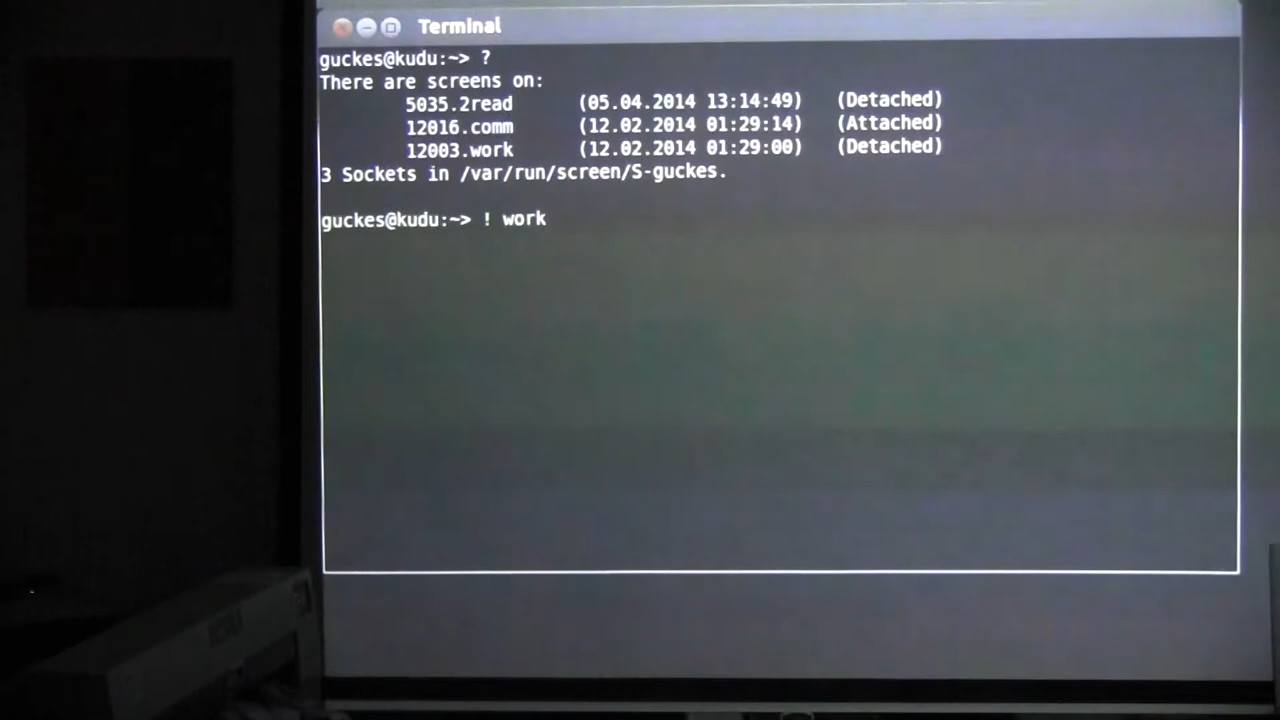 Terminal
guckes@kudu:~> ?
There are screens on:
5035.2read (05.04.2014 13:14:49) (Detached)
12016.comm (12.02.2014 01:29:14) (Attached)
12003.work (12.02.2014 01:29:00) (Detached)
3 Sockets in /var/run/screen/S-guckes.
guckes@kudu:~> ! work